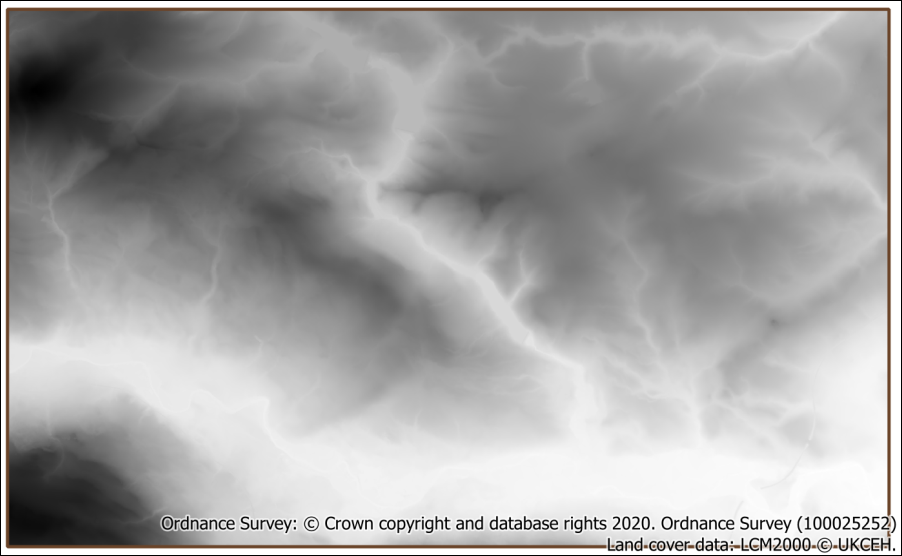 Ordnance Survey: © Crown copyright and database rights 2020. Ordnance Survey (100025252)
Land cover data: LCM2000 © UKCEH.